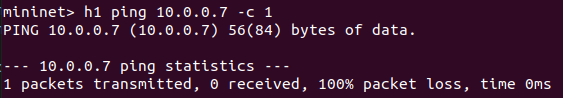 mininet> h1 ping 10.0.0.7 -c 1
PING 10.0.0.7 (10.0.0.7) 56(84) bytes of data.
--- 10.0.0.7 ping statistics ---
1 packets transmitted, 0 received, 100% packet loss, time 0ms